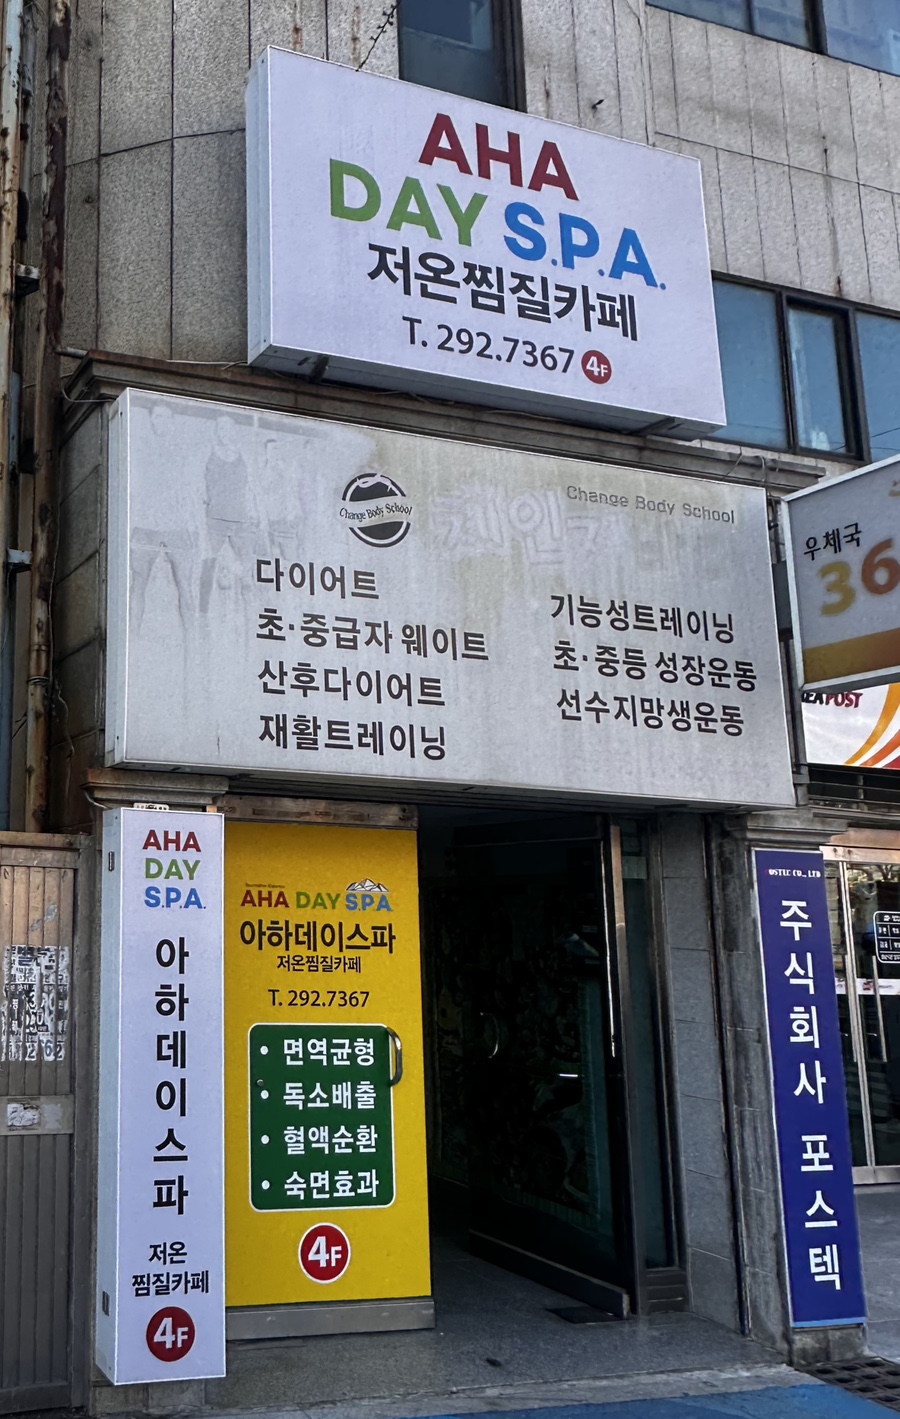 AHA
DAY S.P.A.
저온찜질카페
T. 292.7367 4F
Change Body School
Change Body School
다이어트
초·중급자 웨이트
산후다이어트
재활트레이닝
기능성트레이닝
초·중등 성장운동
선수지망생운동
우체국
36
POST
AHA
DAY
S.P.A.
아하데이스파
저온
찜질카페
4F
AHA DAY S.P.A.
아하데이스파
저온찜질카페
T. 292.7367
• 면역균형
• 독소배출
• 혈액순환
• 숙면효과
4F
CO., LTD
주식회사 포스텍